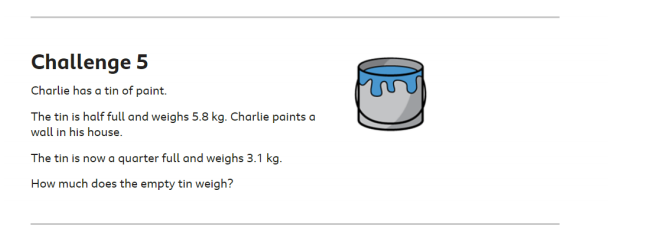 Challenge 5
Charlie has a tin of paint.
The tin is half full and weighs 5.8 kg. Charlie paints a
wall in his house.
The tin is now a quarter full and weighs 3.1 kg.
How much does the empty tin weigh?